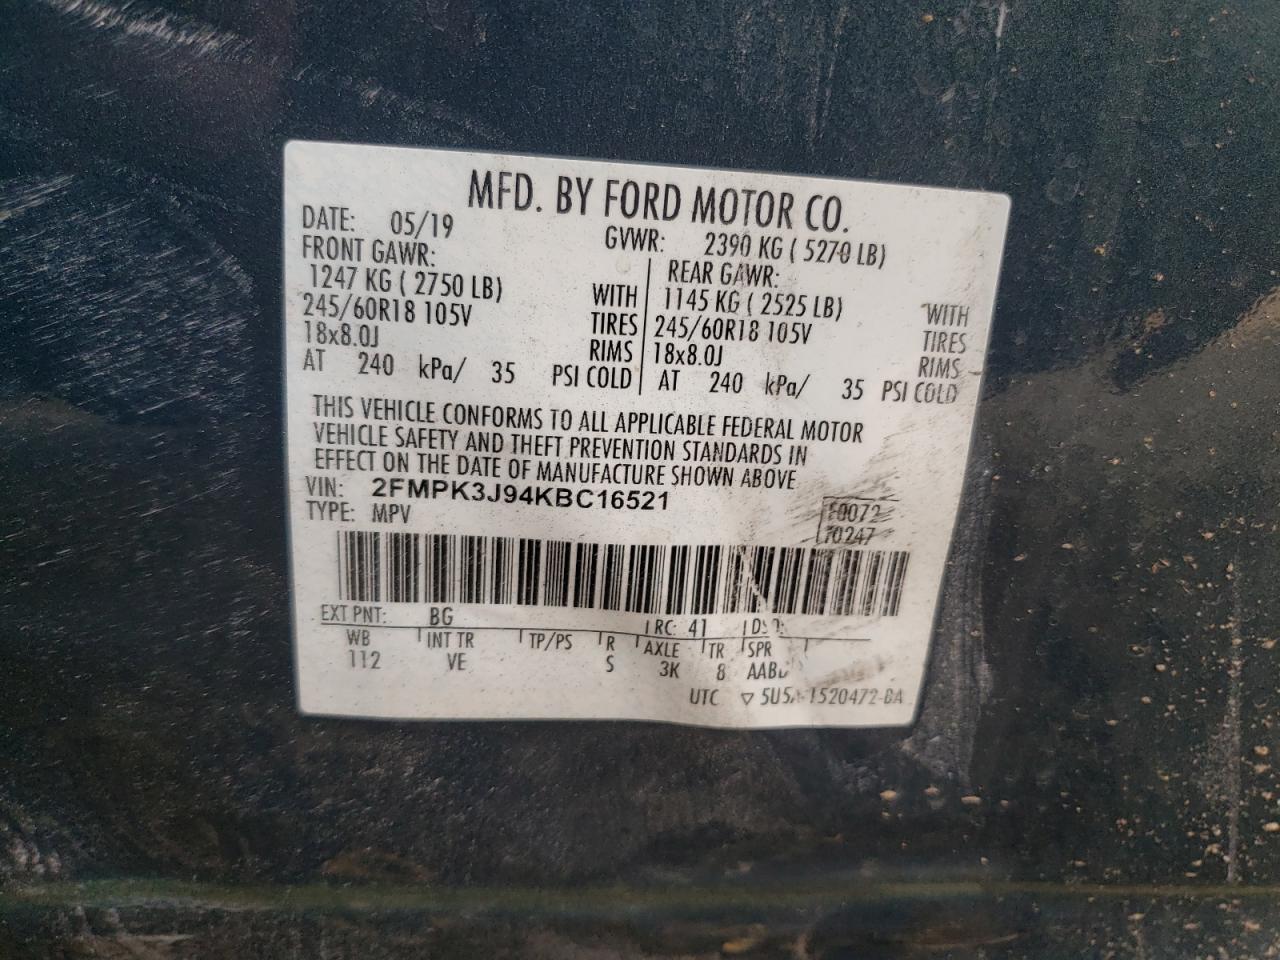 MFD. BY FORD MOTOR CO.
DATE: 05/19 GVWR: 2390 KG ( 5270 LB)
FRONT GAWR: REAR GAWR:
1247 KG ( 2750 LB) WITH 1145 KG ( 2525 LB) WITH
245/60R18 105V TIRES 245/60R18 105V TIRES
18x8.0J RIMS 18x8.0J RIMS
AT 240 kPa/ 35 PSI COLD AT 240 kPa/ 35 PSI COLD
THIS VEHICLE CONFORMS TO ALL APPLICABLE FEDERAL MOTOR
VEHICLE SAFETY AND THEFT PREVENTION STANDARDS IN
EFFECT ON THE DATE OF MANUFACTURE SHOWN ABOVE
VIN: 2FMPK3J94KBC16521
TYPE: MPV
F0072
T0247
EXT PNT: BG RC: 41
WB INT TR TP/PS R AXLE TR SPR
112 VE S 3K 8
UTC ▽